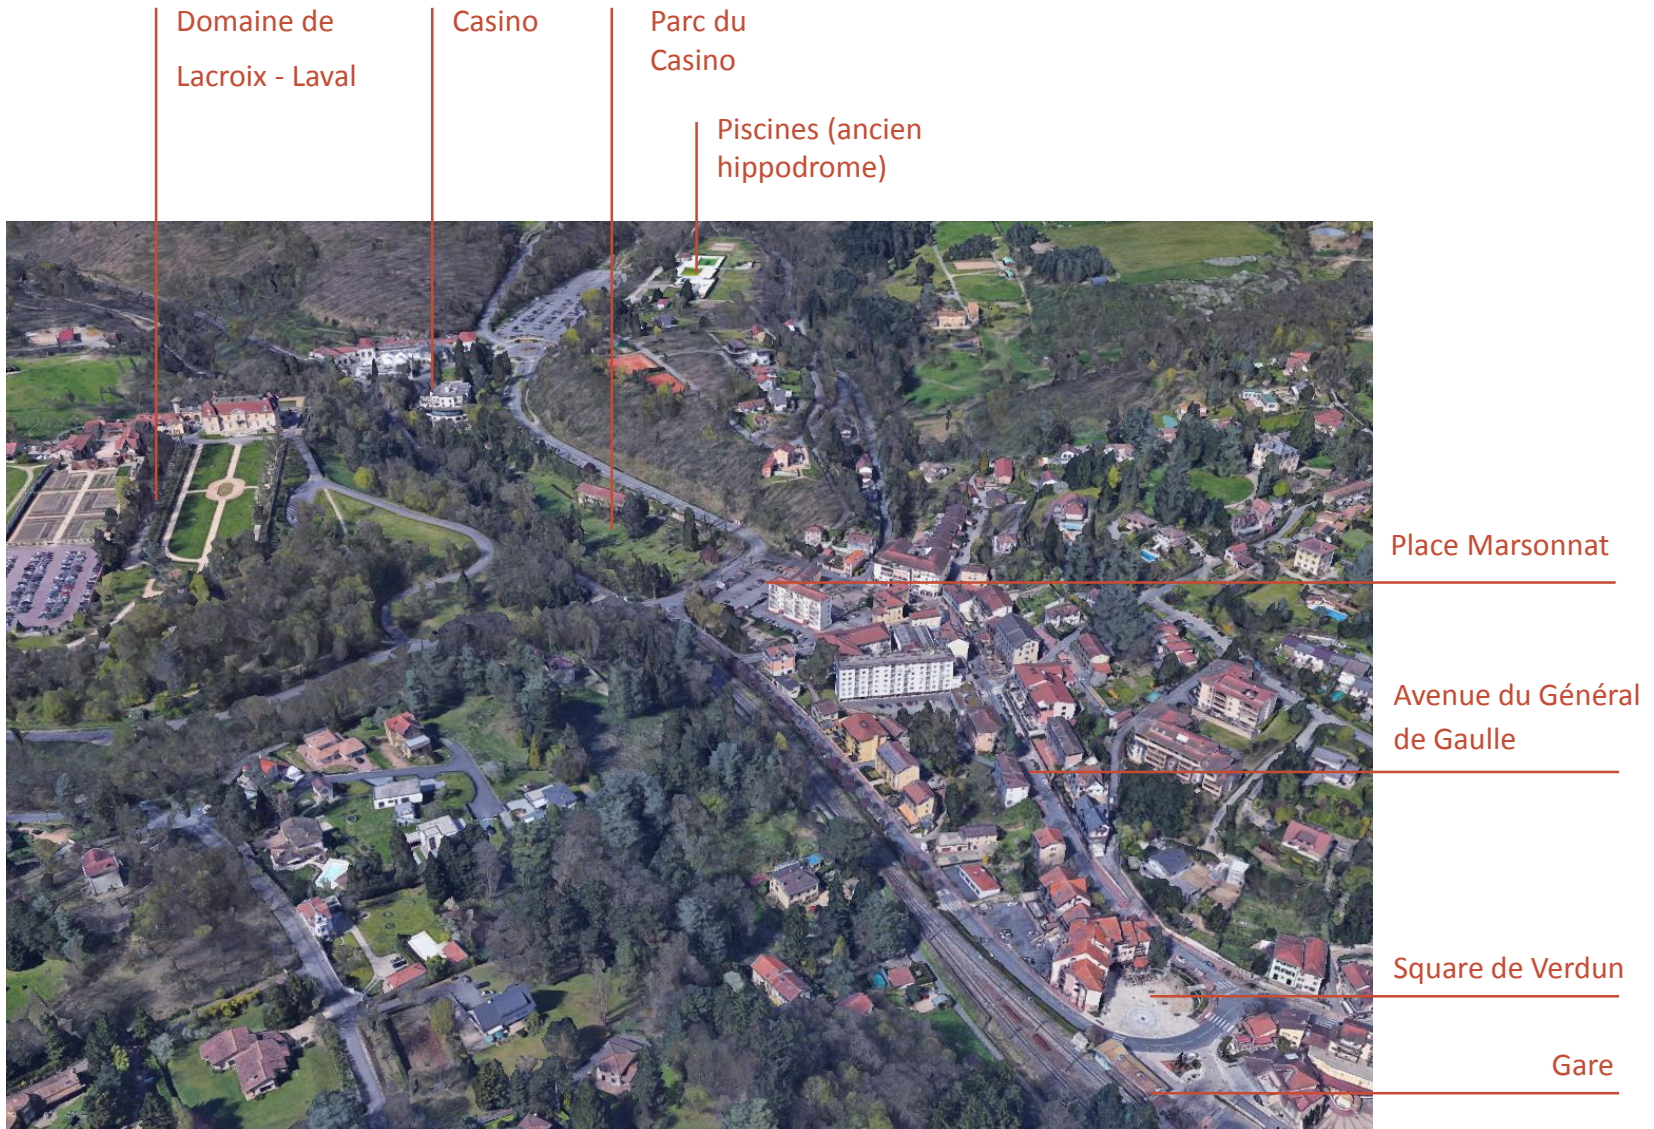 Domaine de
Lacroix - Laval
Casino
Parc du
Casino
Piscines (ancien
hippodrome)
Place Marsonnat
Avenue du Général
de Gaulle
Square de Verdun
Gare